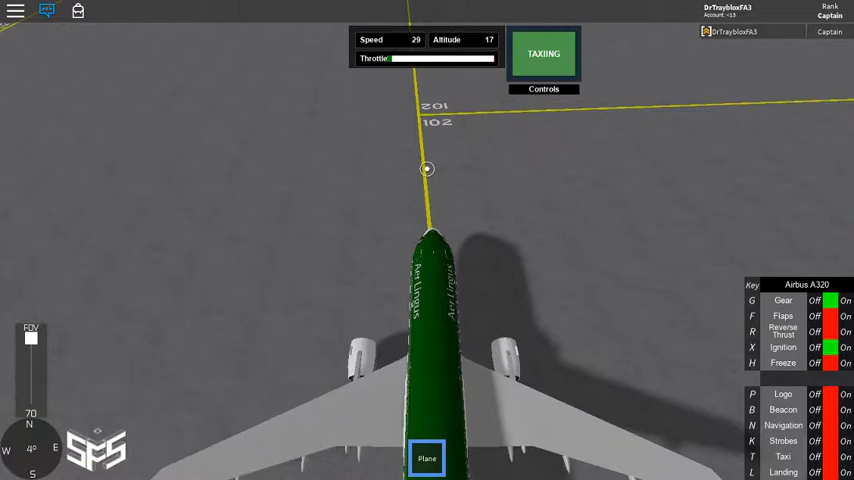 DrTraybloxFA3
Account: <13
Rank
Captain
DrTraybloxFA3
Captain
Speed 29 Altitude 17
Throttle
TAXIING
Controls
201
102
Aer Lingus
Aer Lingus
FOV
70
N
W 4° E
S
SFS
Plane
Key Airbus A320
G Gear Off On
F Flaps Off On
R Reverse Thrust Off On
X Ignition Off On
H Freeze Off On
P Logo Off On
B Beacon Off On
N Navigation Off On
K Strobes Off On
T Taxi Off On
L Landing Off On